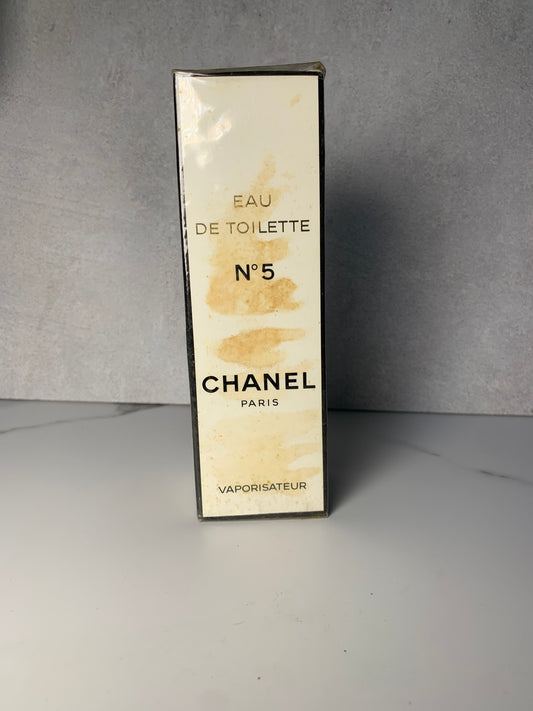 EAU
DE TOILETTE
N°5
CHANEL
PARIS
VAPORISATEUR